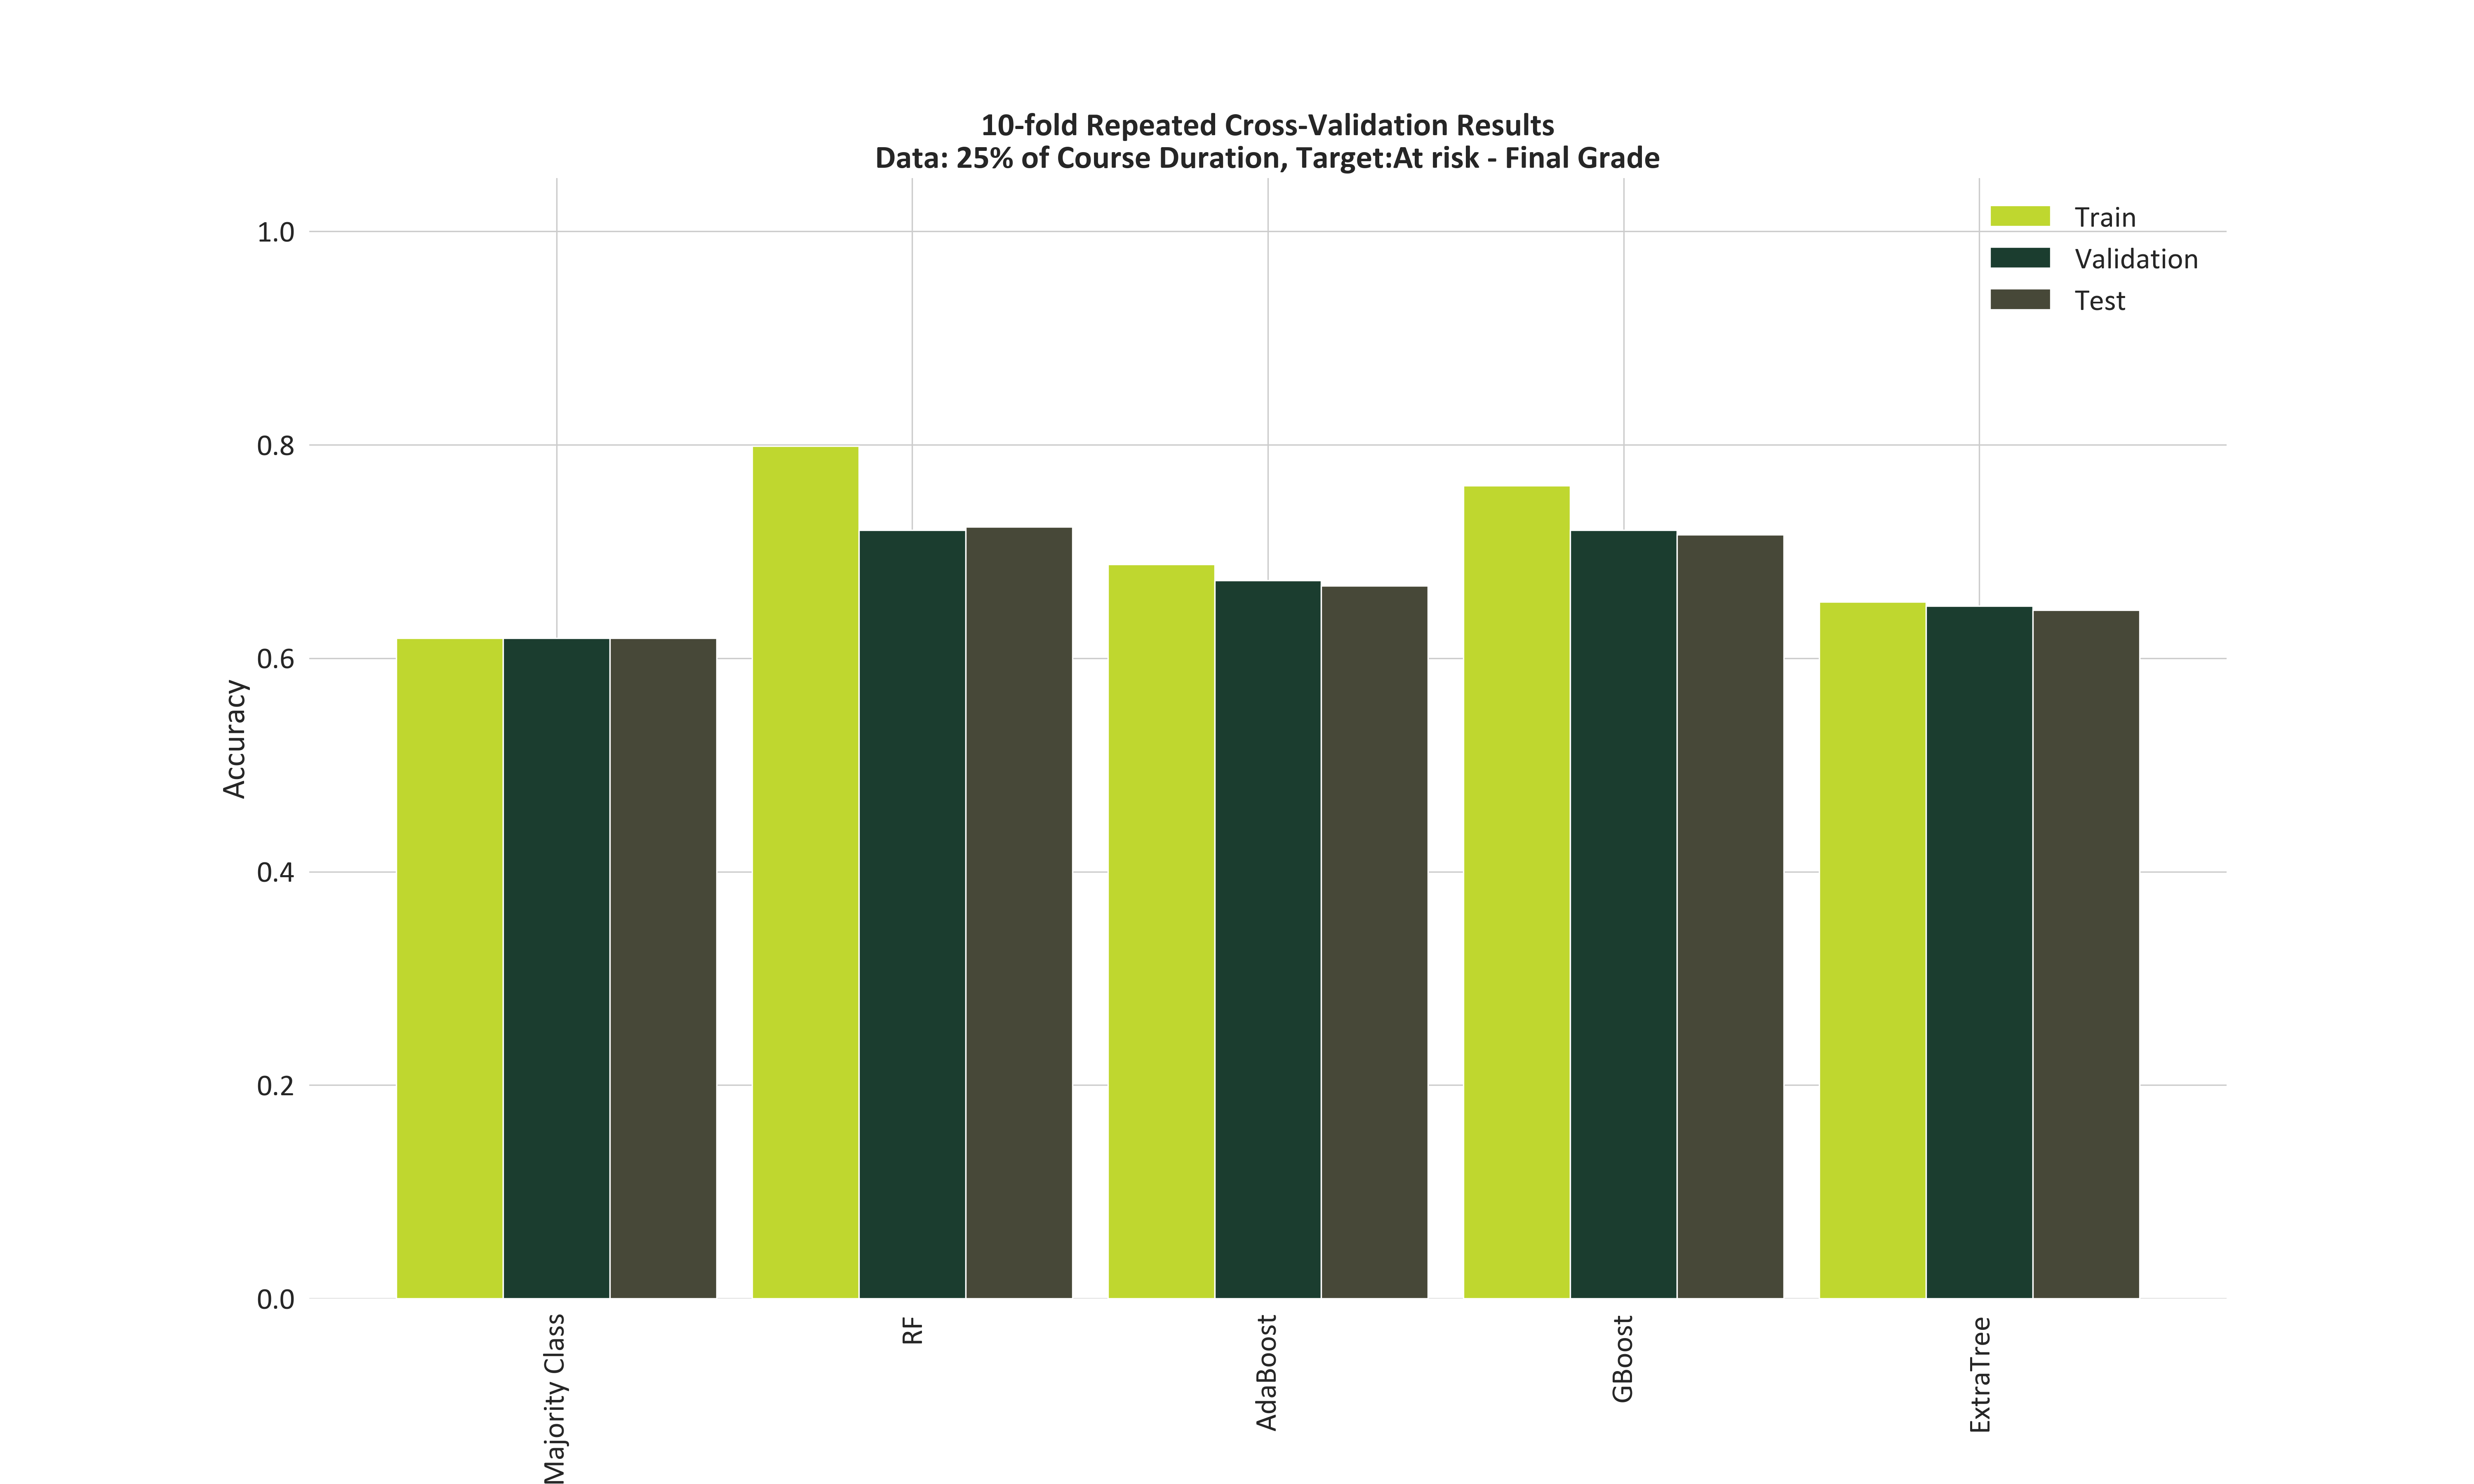 10-fold Repeated Cross-Validation Results
Data: 25% of Course Duration, Target:At risk - Final Grade
Train
Validation
Test
1.0
0.8
0.6
0.4
0.2
0.0
Accuracy
Majority Class
RF
AdaBoost
GBoost
ExtraTree